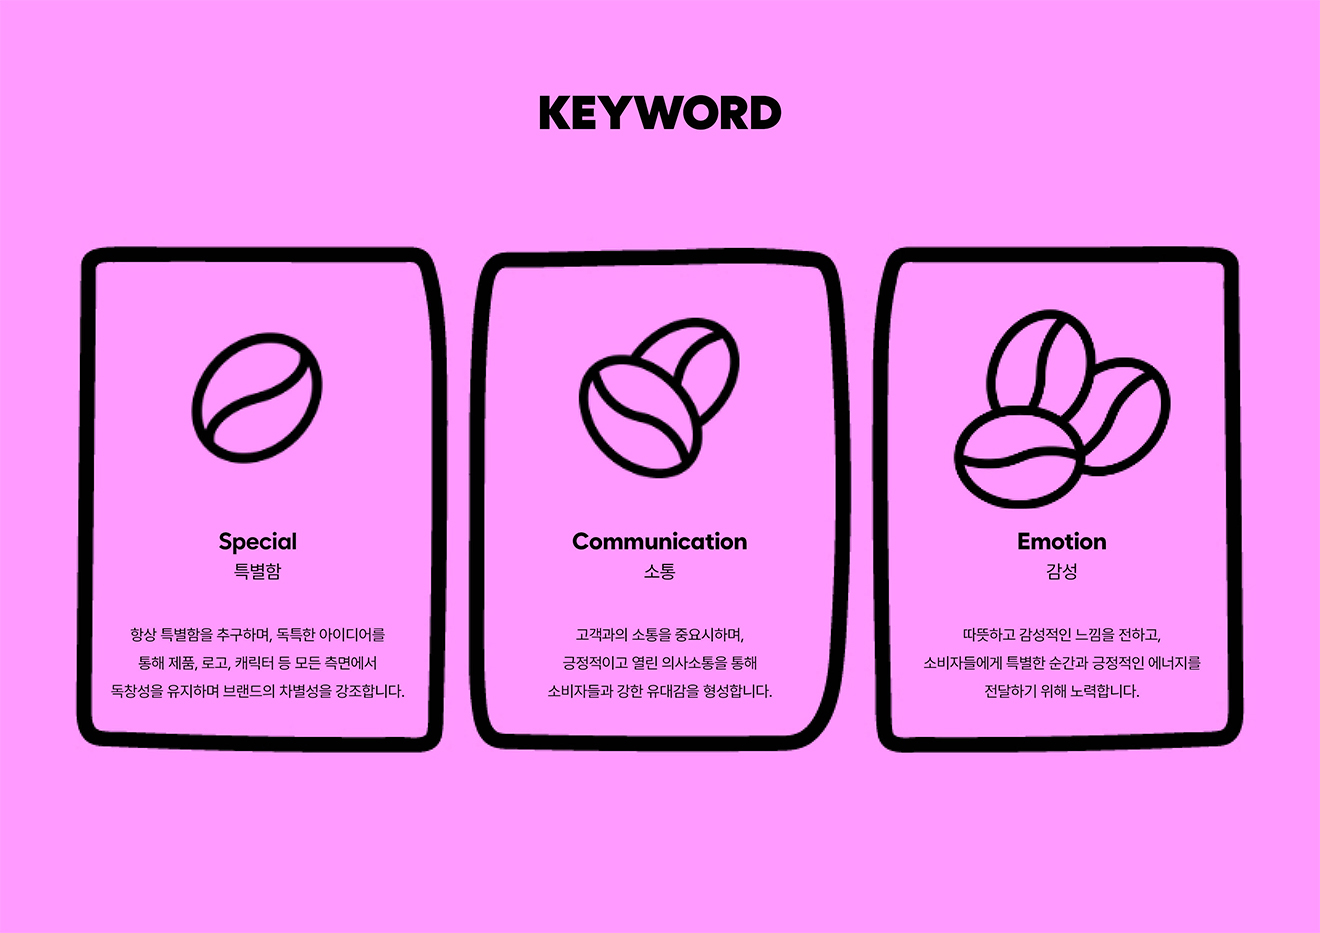 KEYWORD
Special
특별함
항상 특별함을 추구하며, 독특한 아이디어를
통해 제품, 로고, 캐릭터 등 모든 측면에서
독창성을 유지하며 브랜드의 차별성을 강조합니다.
Communication
소통
고객과의 소통을 중요시하며,
긍정적이고 열린 의사소통을 통해
소비자들과 강한 유대감을 형성합니다.
Emotion
감성
따뜻하고 감성적인 느낌을 전하고,
소비자들에게 특별한 순간과 긍정적인 에너지를
전달하기 위해 노력합니다.